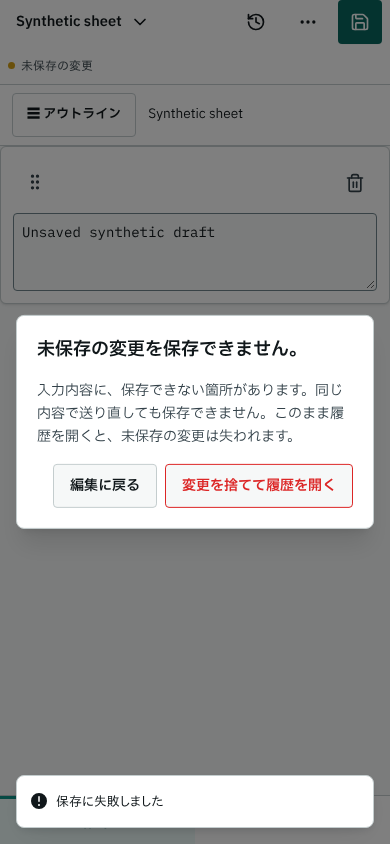 Synthetic sheet
未保存の変更
アウトライン
Synthetic sheet
Unsaved synthetic draft
未保存の変更を保存できません。
入力内容に、保存できない箇所があります。同じ
内容で送り直しても保存できません。このまま履
歴を開くと、未保存の変更は失われます。
編集に戻る
変更を捨てて履歴を開く
保存に失敗しました